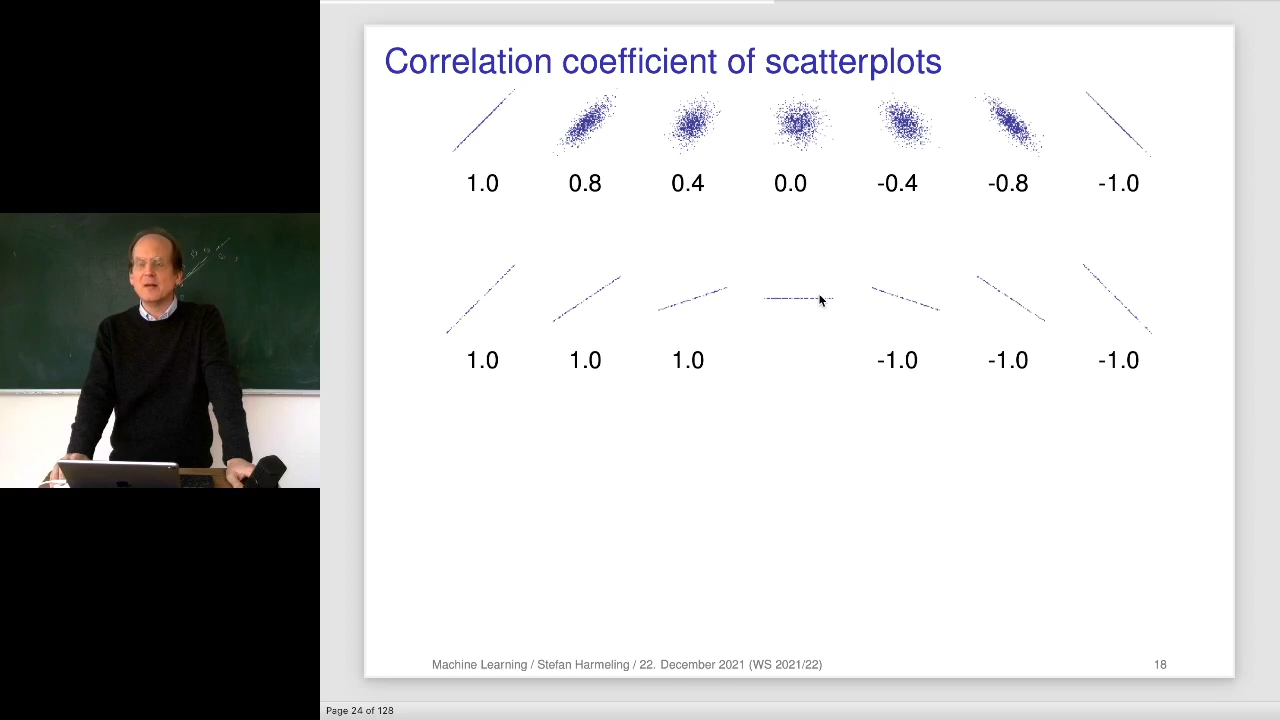 Correlation coefficient of scatterplots
1.0 0.8 0.4 0.0 -0.4 -0.8 -1.0
1.0 1.0 1.0 -1.0 -1.0 -1.0
Machine Learning / Stefan Harmeling / 22. December 2021 (WS 2021/22) 18
Page 24 of 128